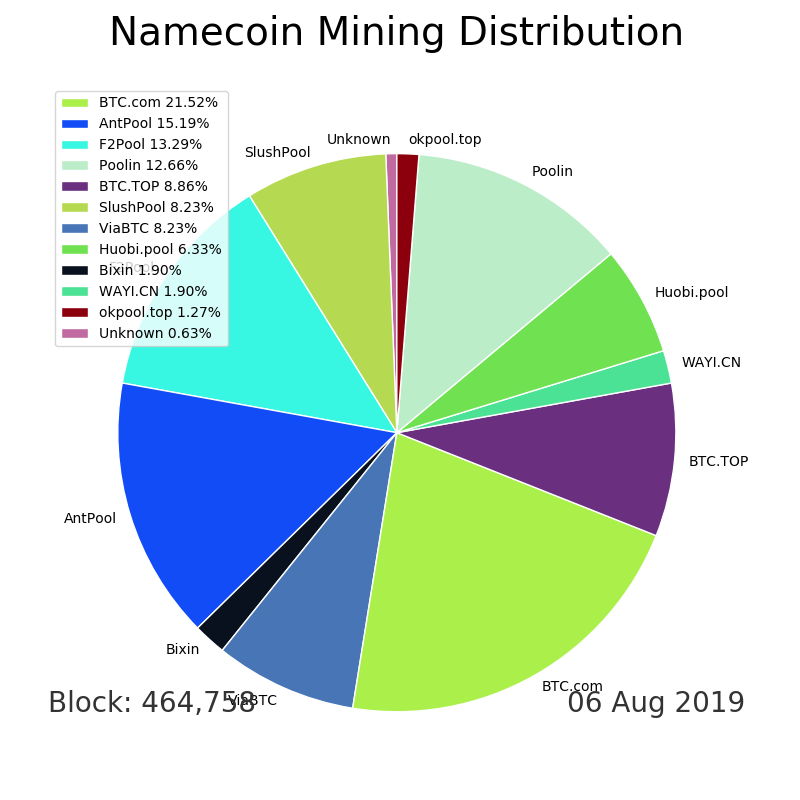 Namecoin Mining Distribution
BTC.com 21.52%
AntPool 15.19%
F2Pool 13.29%
Poolin 12.66%
BTC.TOP 8.86%
SlushPool 8.23%
ViaBTC 8.23%
Huobi.pool 6.33%
Bixin 1.90%
WAYI.CN 1.90%
okpool.top 1.27%
Unknown 0.63%
Unknown
okpool.top
SlushPool
Poolin
F2Pool
Huobi.pool
WAYI.CN
BTC.TOP
AntPool
Bixin
BTC.com
ViaBTC
Block: 464,758
06 Aug 2019